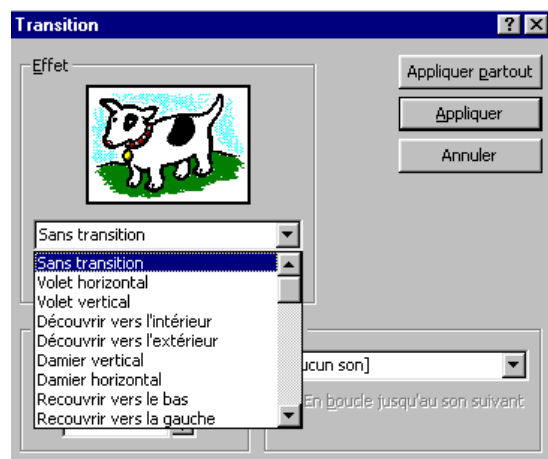 Transition
Effet
Appliquer partout
Appliquer
Annuler
Sans transition
Sans transition
Volet horizontal
Volet vertical
Découvrir vers l'intérieur
Découvrir vers l'extérieur
Damier vertical
Damier horizontal
Recouvrir vers le bas
Recouvrir vers la gauche
ucun son]
En boucle jusqu'au son suivant